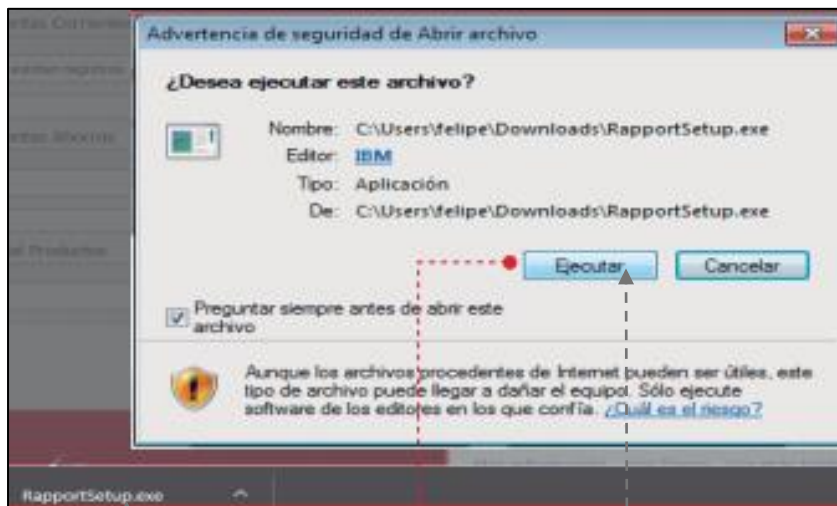 Advertencia de seguridad de Abrir archivo
¿Desea ejecutar este archivo?
Nombre: C:\Users\felipe\Downloads\RapportSetup.exe
Editor: IBM
Tipo: Aplicación
De: C:\Users\felipe\Downloads\RapportSetup.exe
Ejecutar Cancelar
Preguntar siempre antes de abrir este
archivo
Aunque los archivos procedentes de Internet pueden ser útiles, este
tipo de archivo puede llegar a dañar el equipo. Sólo ejecute
software de los editores en los que confía. ¿Cuál es el riesgo?
RapportSetup.exe